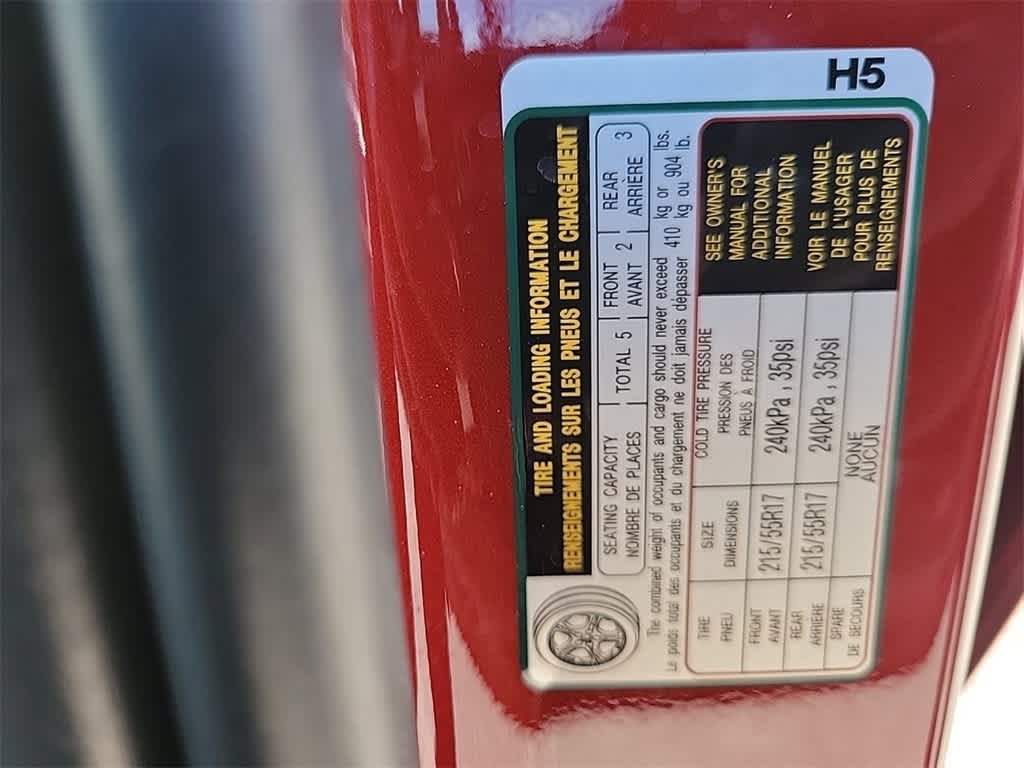 H5
TIRE AND LOADING INFORMATION
RENSEIGNEMENTS SUR LES PNEUS ET LE CHARGEMENT
SEATING CAPACITY TOTAL 5 FRONT 2 REAR 3
NOMBRE DE PLACES AVANT ARRIÈRE
The combined weight of occupants and cargo should never exceed 410 kg or 904 lbs.
Le poids total des occupants et du chargement ne doit jamais dépasser kg ou lb.
TIRE SIZE COLD TIRE PRESSURE
PNEU DIMENSIONS PRESSION DES
PNEUS À FROID
FRONT 215/55R17 240kPa , 35psi
AVANT
REAR 215/55R17 240kPa , 35psi
ARRIÈRE
SPARE NONE
DE SECOURS AUCUN
SEE OWNER'S
MANUAL FOR
ADDITIONAL
INFORMATION
VOIR LE MANUEL
DE L'USAGER
POUR PLUS DE
RENSEIGNEMENTS